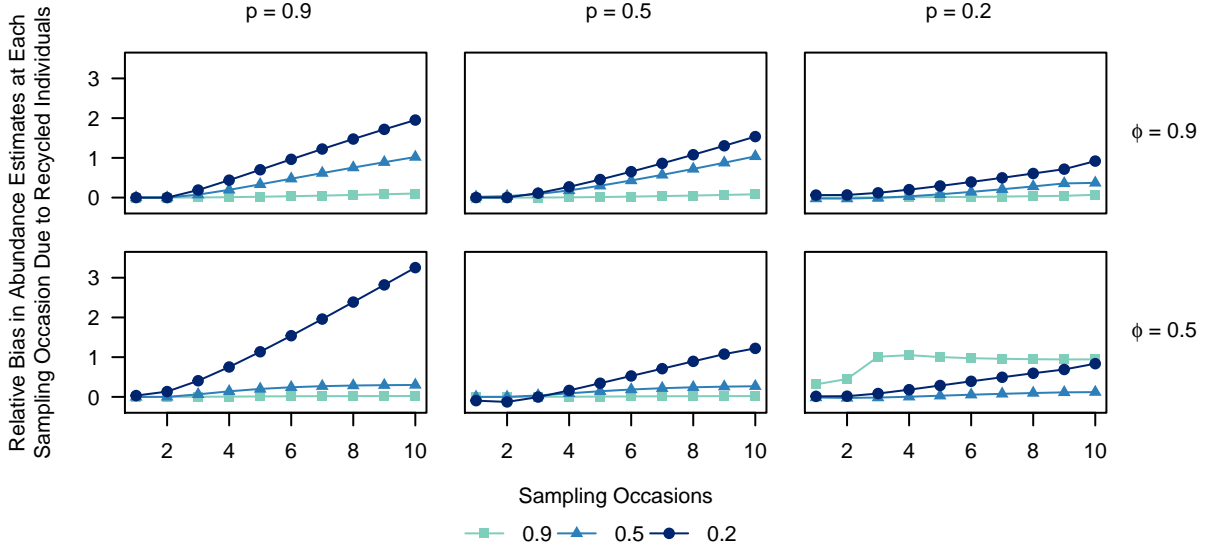 p = 0.9 p = 0.5 p = 0.2
Relative Bias in Abundance Estimates at Each
Sampling Occasion Due to Recycled Individuals
3
2
1
0
ϕ = 0.9
3
2
1
0
ϕ = 0.5
2 4 6 8 10 2 4 6 8 10 2 4 6 8 10
Sampling Occasions
0.9 0.5 0.2